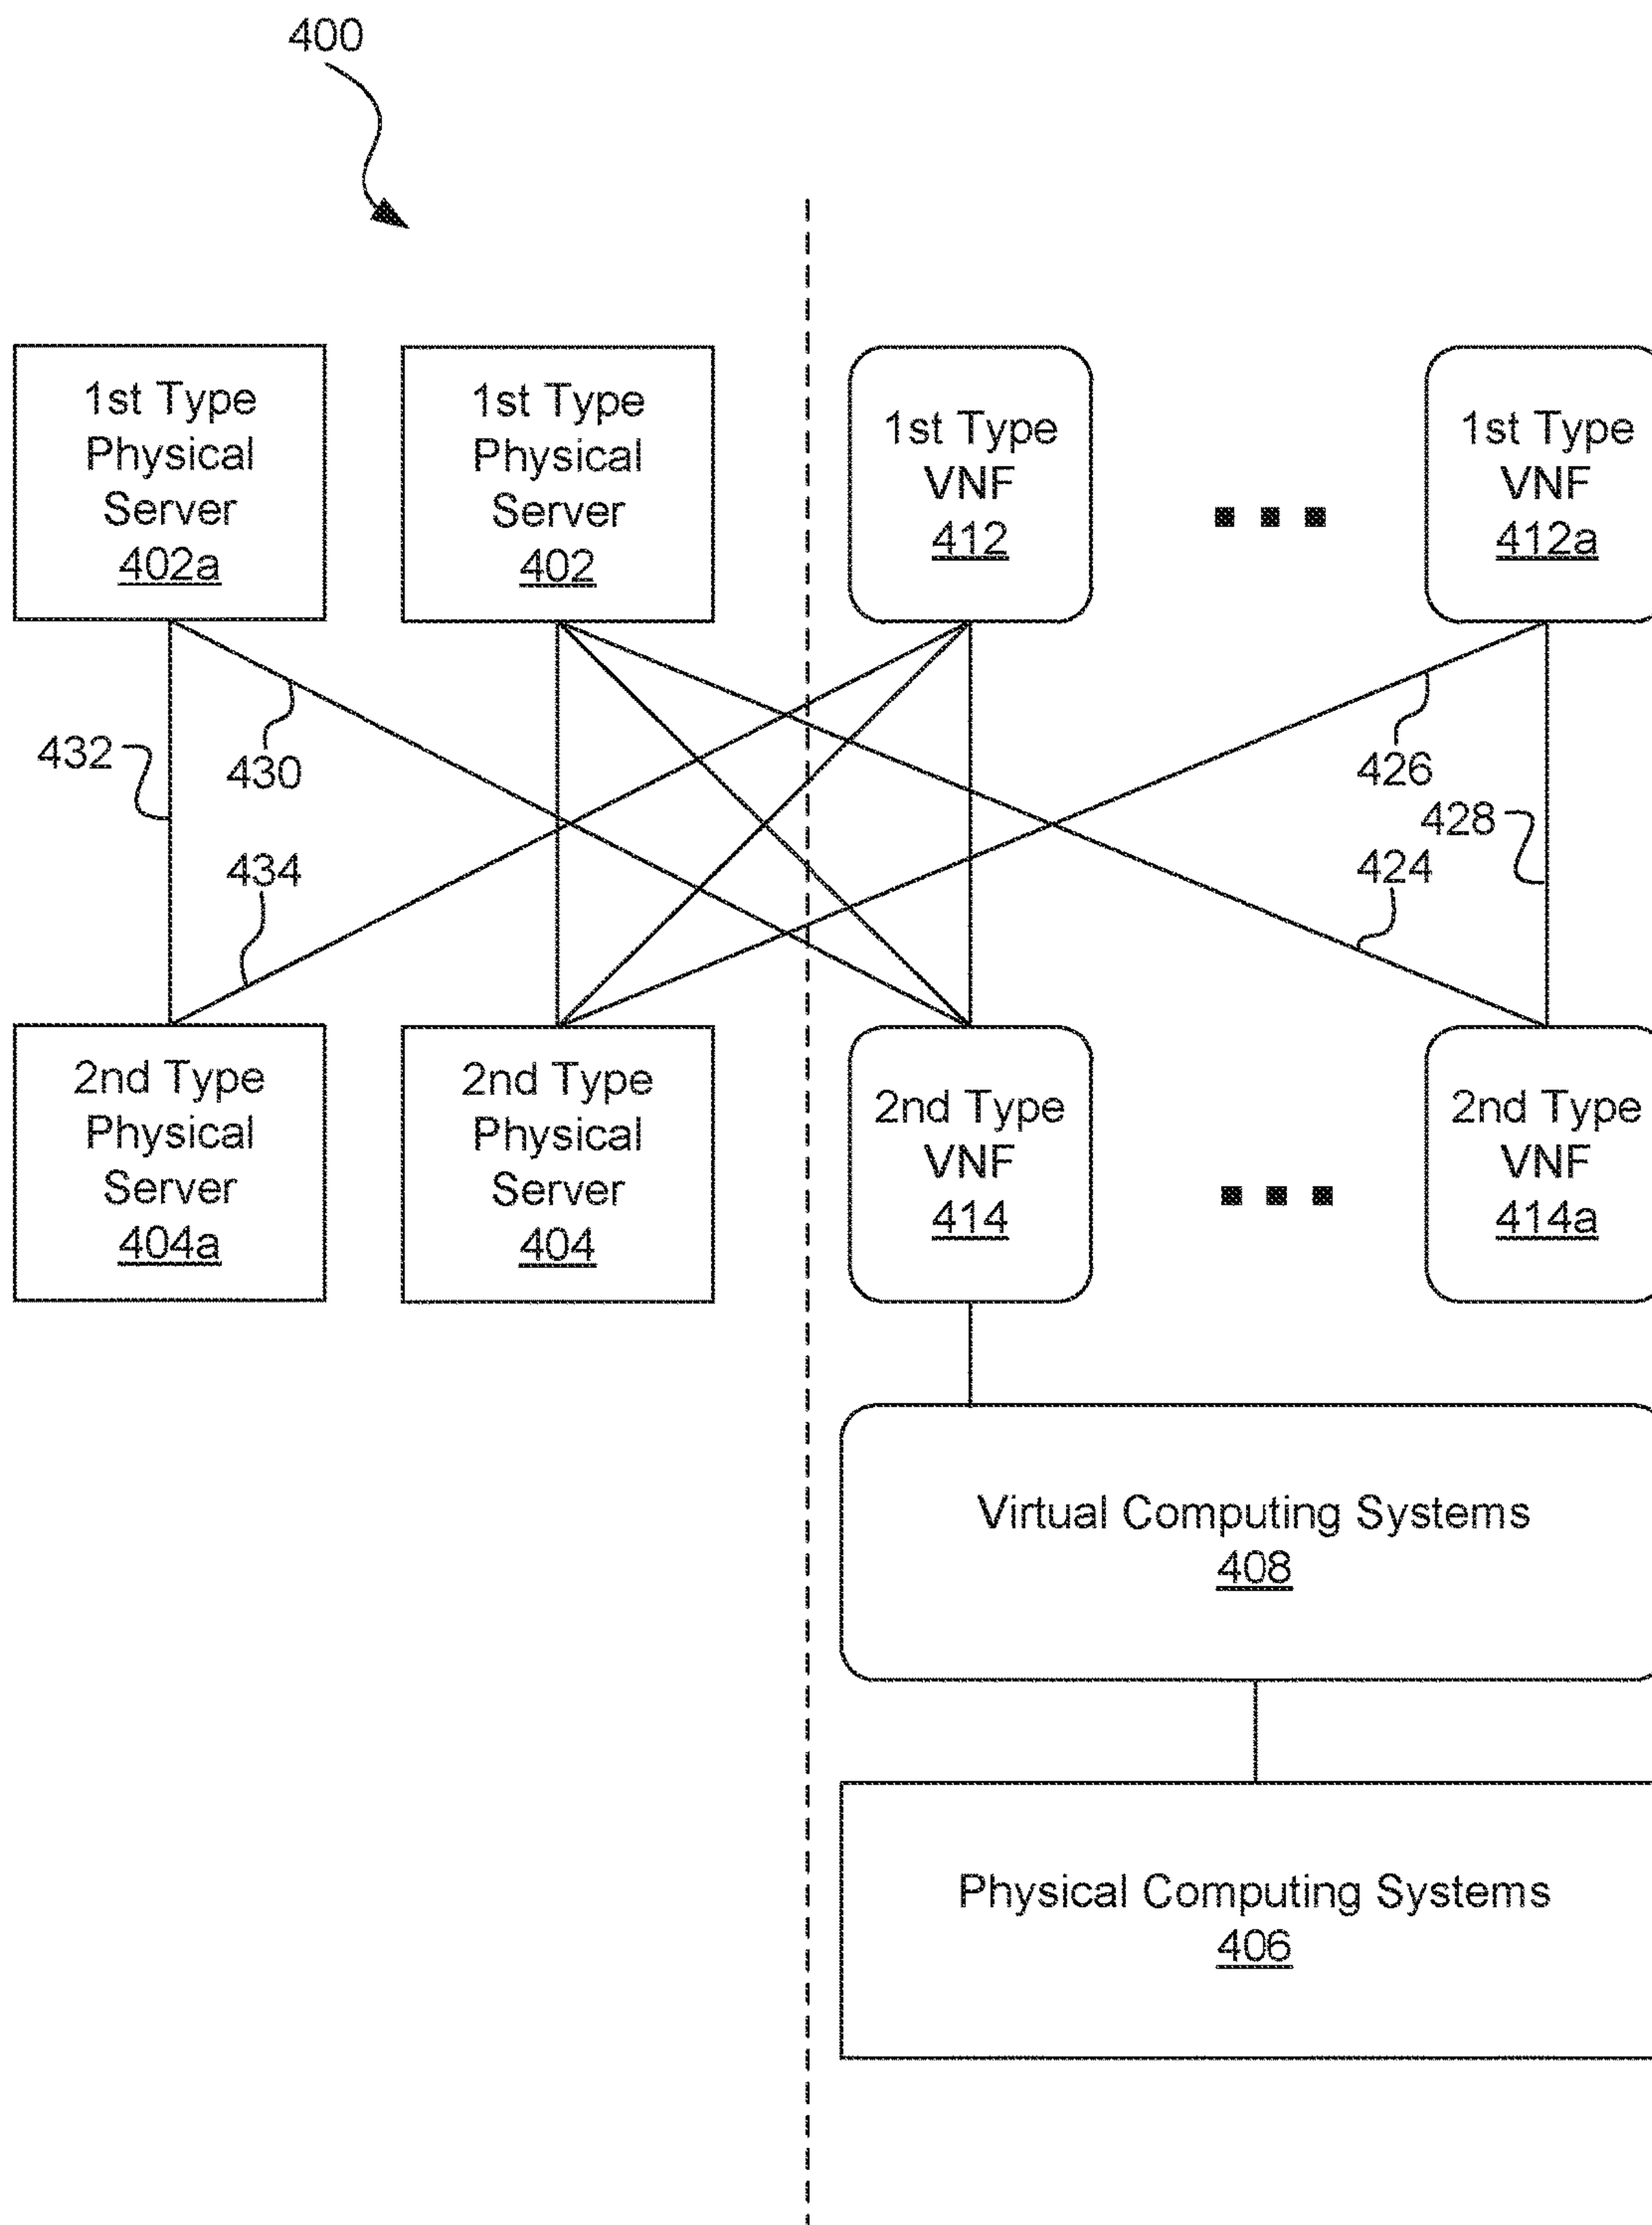 400
1st Type
Physical
Server
402a
1st Type
Physical
Server
402
1st Type
VNF
412
1st Type
VNF
412a
432
430
434
426
428
424
2nd Type
Physical
Server
404a
2nd Type
Physical
Server
404
2nd Type
VNF
414
2nd Type
VNF
414a
Virtual Computing Systems
408
Physical Computing Systems
406